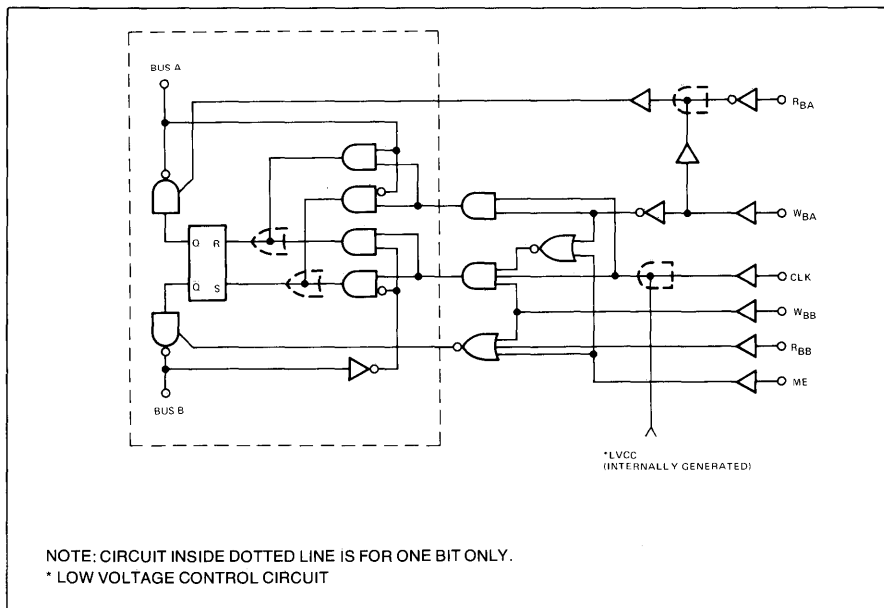 BUS A
R_BA
W_BA
Q R
Q̅ S
CLK
W_BB
R_BB
ME
BUS B
*LVCC
(INTERNALLY GENERATED)
NOTE: CIRCUIT INSIDE DOTTED LINE IS FOR ONE BIT ONLY.
* LOW VOLTAGE CONTROL CIRCUIT